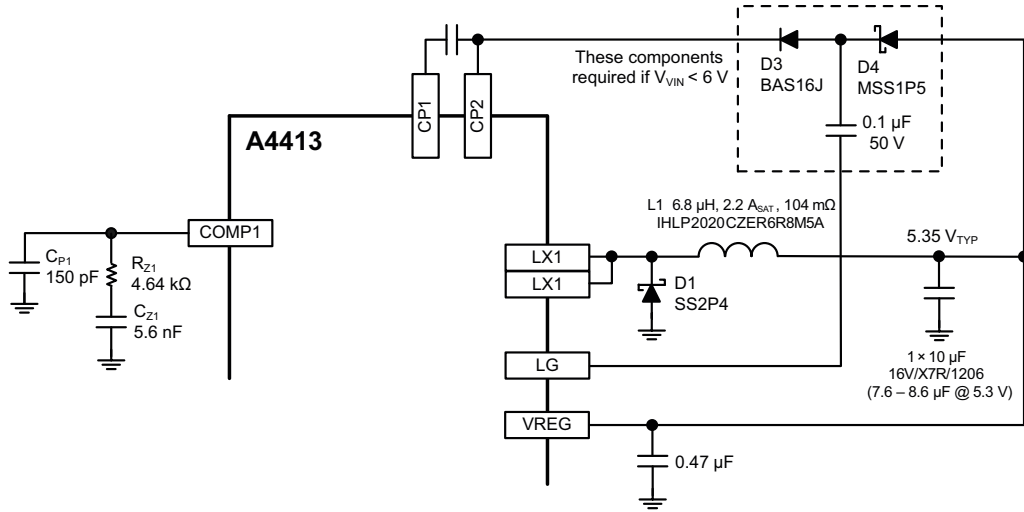 These components
required if V_VIN < 6 V
D3
BAS16J
D4
MSS1P5
0.1 µF
50 V
CP1
CP2
A4413
COMP1
C_P1
150 pF
R_Z1
4.64 kΩ
C_Z1
5.6 nF
L1 6.8 µH, 2.2 A_SAT, 104 mΩ
IHLP2020CZER6R8M5A
5.35 V_TYP
LX1
LX1
D1
SS2P4
LG
1 × 10 µF
16V/X7R/1206
(7.6 – 8.6 µF @ 5.3 V)
VREG
0.47 µF